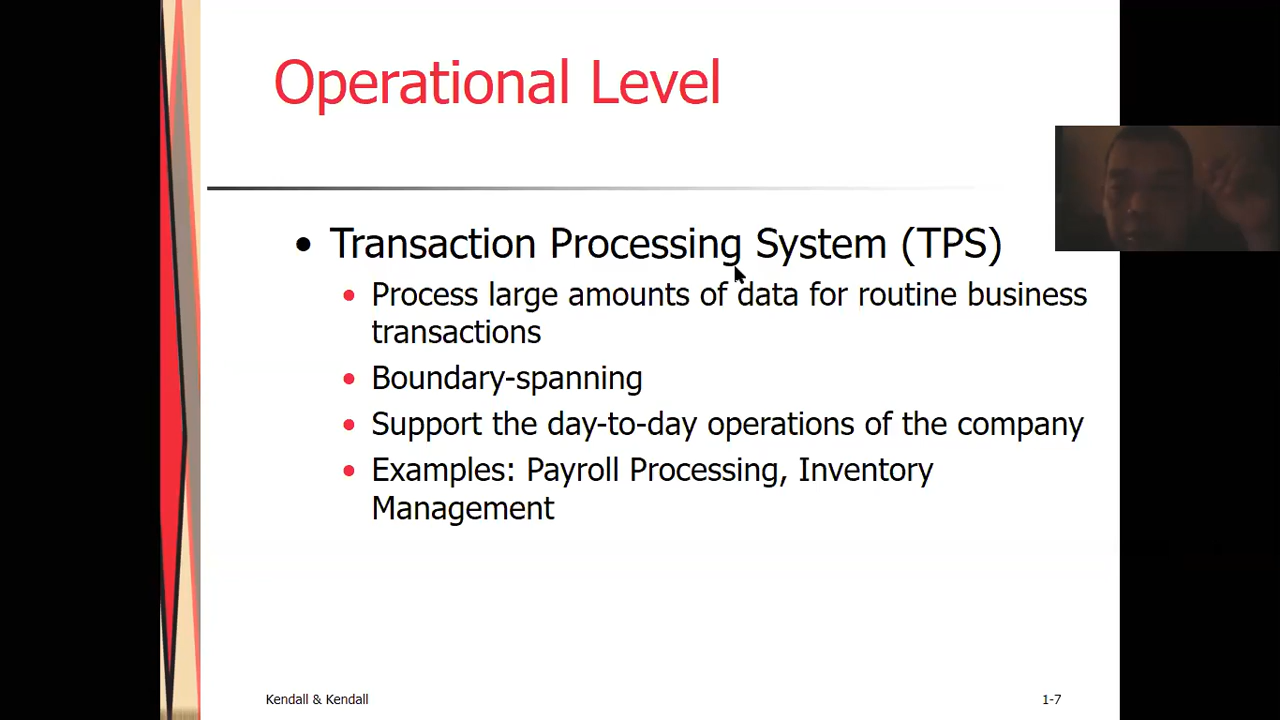 Operational Level
• Transaction Processing System (TPS)
• Process large amounts of data for routine business
transactions
• Boundary-spanning
• Support the day-to-day operations of the company
• Examples: Payroll Processing, Inventory
Management
Kendall & Kendall
1-7